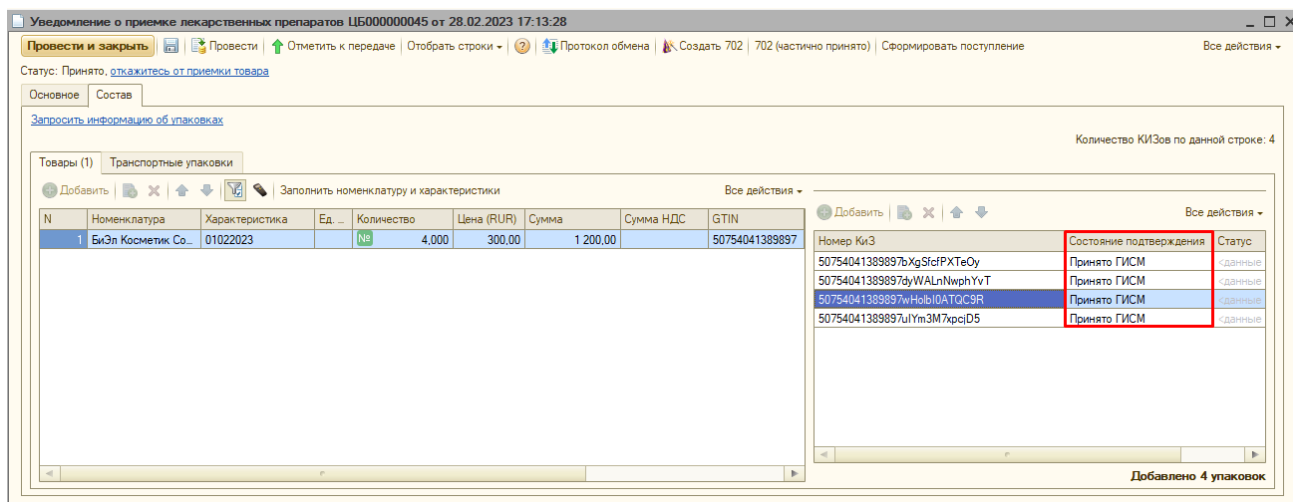 Уведомление о приемке лекарственных препаратов ЦБ000000045 от 28.02.2023 17:13:28
Провести и закрыть Провести Отметить к передаче Отобрать строки Протокол обмена Создать 702 702 (частично принято) Сформировать поступление Все действия
Статус: Принято, откажитесь от приемки товара
Основное Состав
Запросить информацию об упаковках
Количество КИЗов по данной строке: 4
Товары (1) Транспортные упаковки
Добавить Заполнить номенклатуру и характеристики Все действия
Добавить Все действия
N Номенклатура Характеристика Ед. ... Количество Цена (RUR) Сумма Сумма НДС GTIN
1 БиЭл Косметик Со... 01022023 № 4,000 300,00 1 200,00 50754041389897
Номер КиЗ Состояние подтверждения Статус
50754041389897bXgSfcfPXTeOy Принято ГИСМ <данные
50754041389897dyWALnNwphYvT Принято ГИСМ <данные
50754041389897wHolbI0ATQC9R Принято ГИСМ <данные
50754041389897uIYm3M7xpcjD5 Принято ГИСМ <данные
Добавлено 4 упаковок